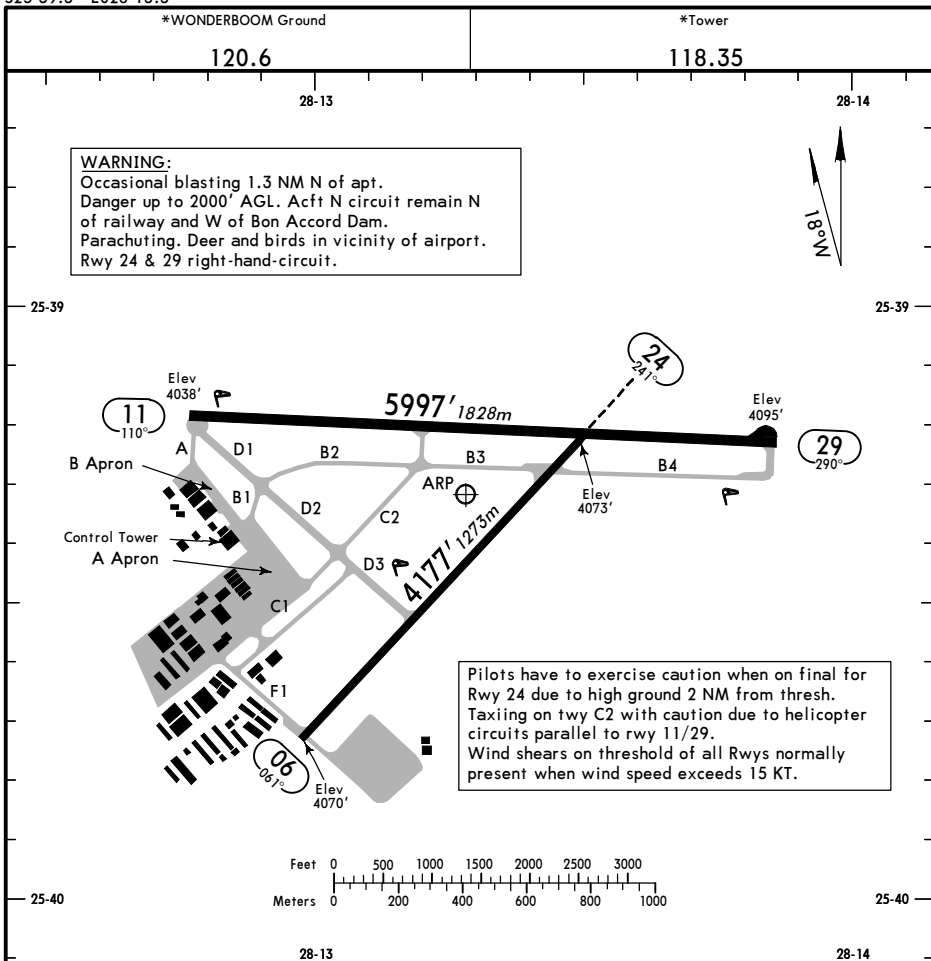 *WONDERBOOM Ground
120.6
*Tower
118.35
28-13
28-14
WARNING:
Occasional blasting 1.3 NM N of apt.
Danger up to 2000' AGL. Acft N circuit remain N
of railway and W of Bon Accord Dam.
Parachuting. Deer and birds in vicinity of airport.
Rwy 24 & 29 right-hand-circuit.
18°W
25-39
25-39
24
241°
Elev
4038'
5997' 1828m
Elev
4095'
11
110°
29
290°
A
D1
B2
B3
B4
B Apron
ARP
B1
D2
C2
Elev
4073'
Control Tower
A Apron
D3
4177' 1273m
C1
F1
06
061°
Elev
4070'
Pilots have to exercise caution when on final for
Rwy 24 due to high ground 2 NM from thresh.
Taxiing on twy C2 with caution due to helicopter
circuits parallel to rwy 11/29.
Wind shears on threshold of all Rwys normally
present when wind speed exceeds 15 KT.
Feet 0 500 1000 1500 2000 2500 3000
Meters 0 200 400 600 800 1000
25-40
25-40
28-13
28-14